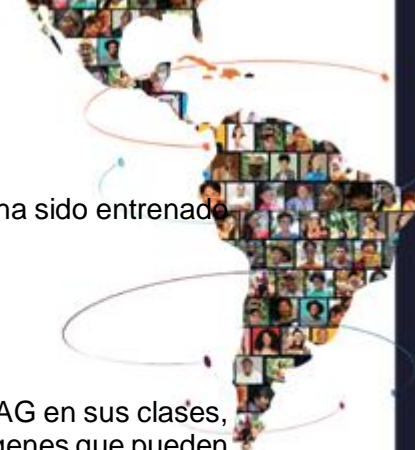 ha sido entrenado
AG en sus clases,
genes que pueden